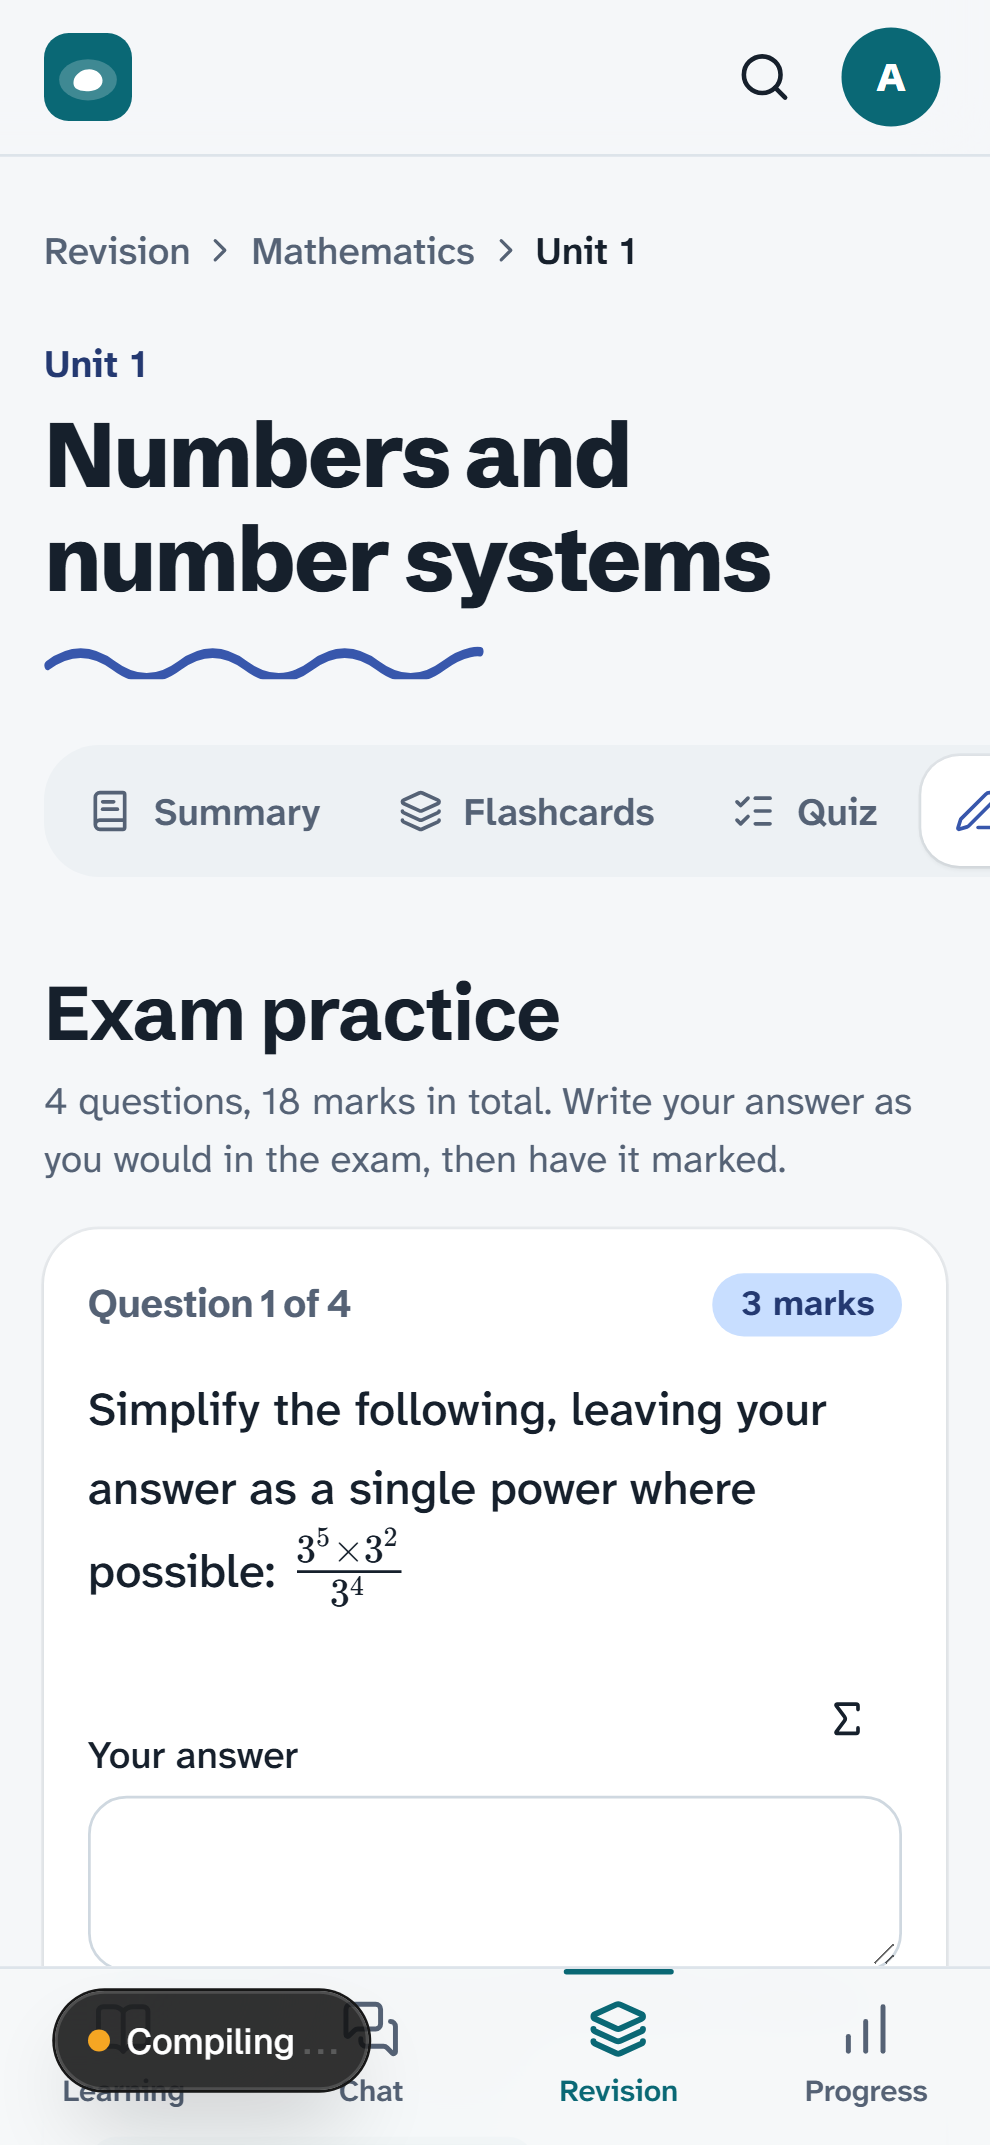 A
Revision > Mathematics > Unit 1
Unit 1
Numbers and
number systems
Summary Flashcards Quiz
Exam practice
4 questions, 18 marks in total. Write your answer as
you would in the exam, then have it marked.
Question 1 of 4 3 marks
Simplify the following, leaving your
answer as a single power where
possible: \frac{3^5 \times 3^2}{3^4}
Σ
Your answer
Compiling ...
Learning Chat Revision Progress